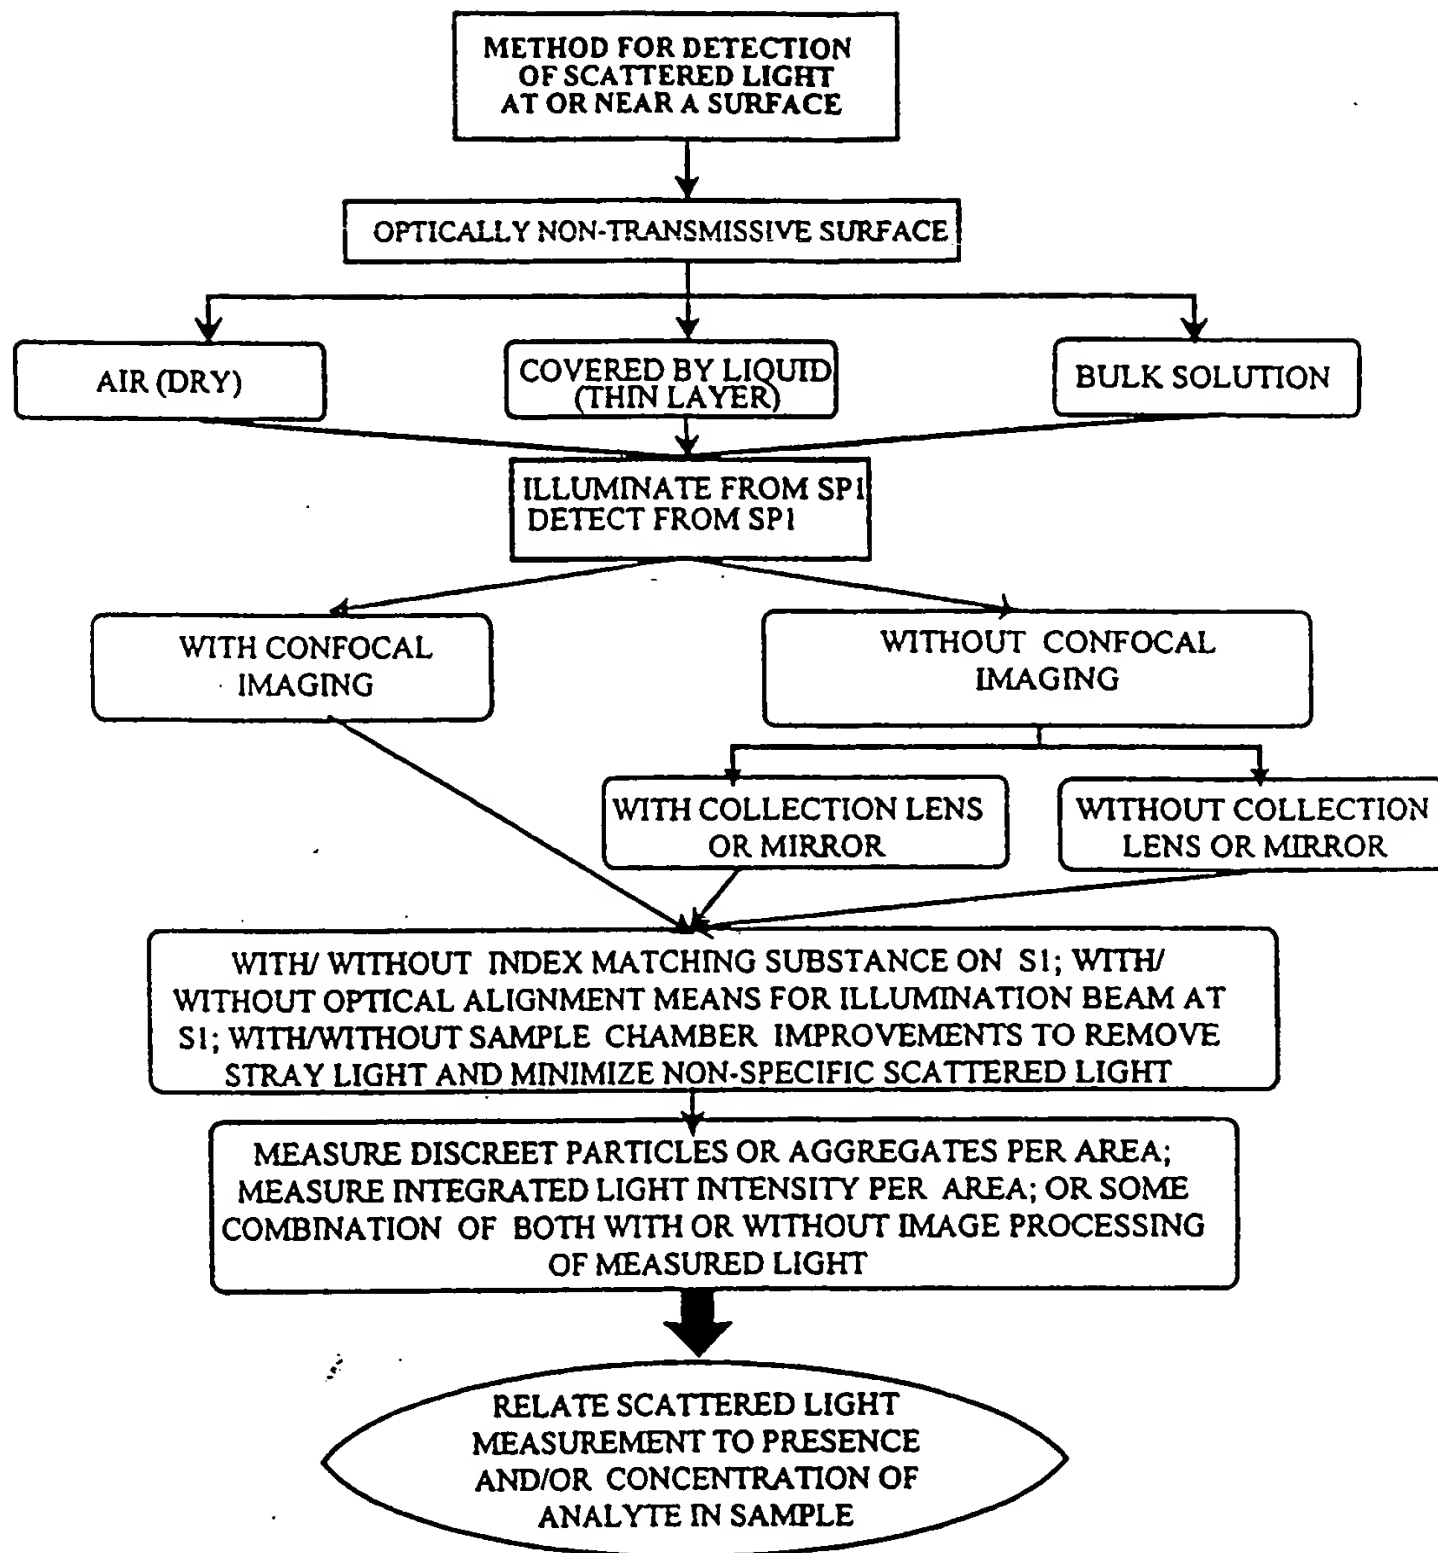 METHOD FOR DETECTION
OF SCATTERED LIGHT
AT OR NEAR A SURFACE
OPTICALLY NON-TRANSMISSIVE SURFACE
AIR (DRY)
COVERED BY LIQUID
(THIN LAYER)
BULK SOLUTION
ILLUMINATE FROM SP1
DETECT FROM SP1
WITH CONFOCAL
IMAGING
WITHOUT CONFOCAL
IMAGING
WITH COLLECTION LENS
OR MIRROR
WITHOUT COLLECTION
LENS OR MIRROR
WITH/ WITHOUT INDEX MATCHING SUBSTANCE ON S1; WITH/
WITHOUT OPTICAL ALIGNMENT MEANS FOR ILLUMINATION BEAM AT
S1; WITH/WITHOUT SAMPLE CHAMBER IMPROVEMENTS TO REMOVE
STRAY LIGHT AND MINIMIZE NON-SPECIFIC SCATTERED LIGHT
MEASURE DISCREET PARTICLES OR AGGREGATES PER AREA;
MEASURE INTEGRATED LIGHT INTENSITY PER AREA; OR SOME
COMBINATION OF BOTH WITH OR WITHOUT IMAGE PROCESSING
OF MEASURED LIGHT
RELATE SCATTERED LIGHT
MEASUREMENT TO PRESENCE
AND/OR CONCENTRATION OF
ANALYTE IN SAMPLE